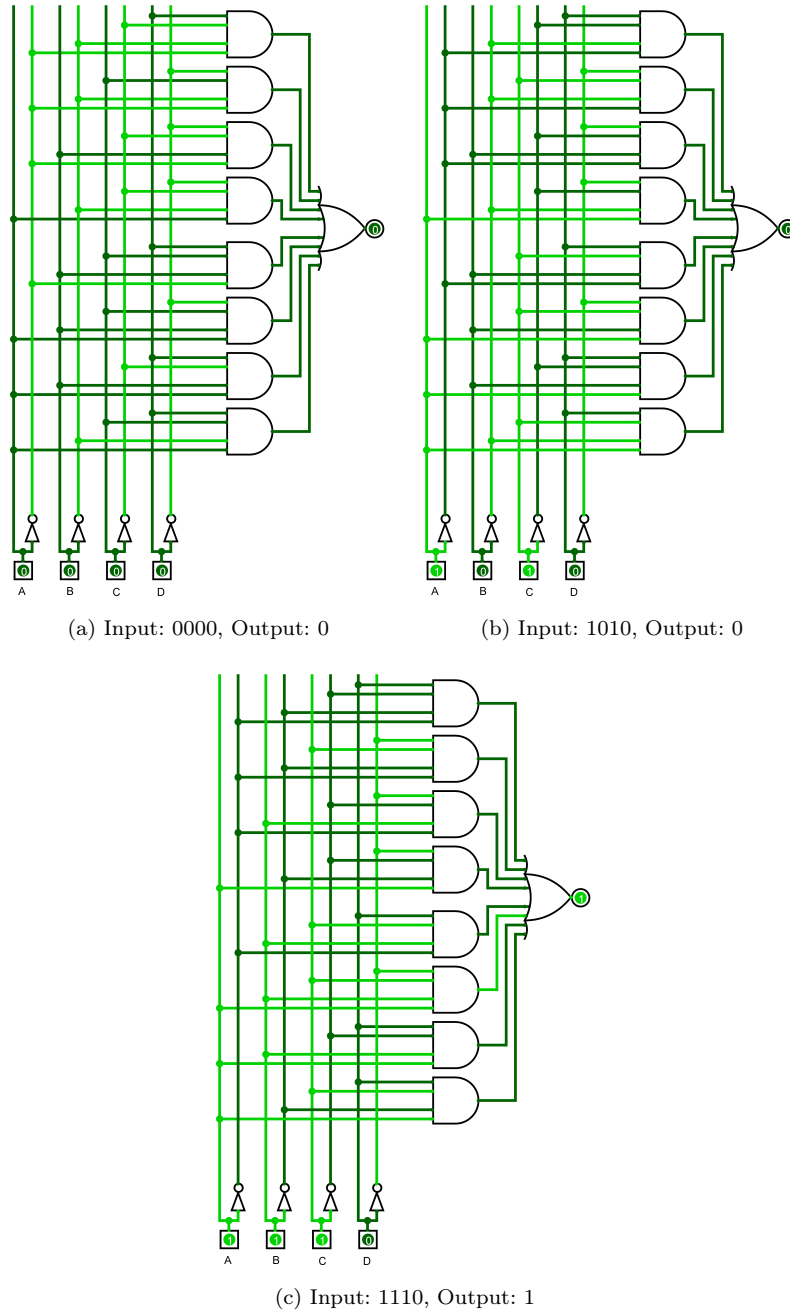 0
0 0 0 0
A B C D
(a) Input: 0000, Output: 0
0
1 0 1 0
A B C D
(b) Input: 1010, Output: 0
1
1 1 1 0
A B C D
(c) Input: 1110, Output: 1